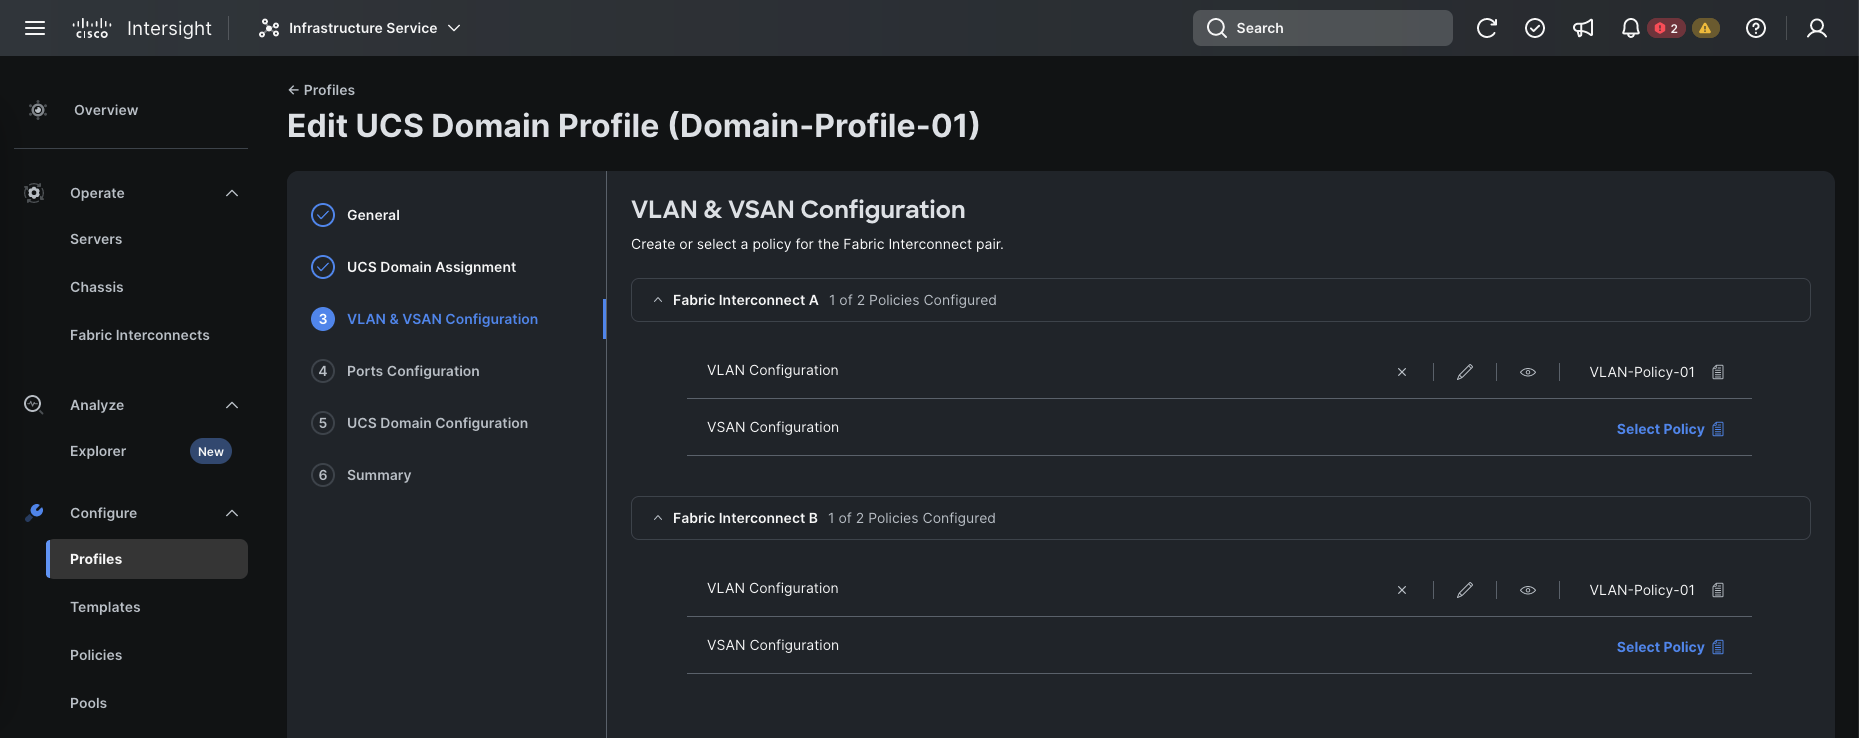 CISCO Intersight Infrastructure Service Search 2
Overview
Operate
Servers
Chassis
Fabric Interconnects
Analyze
Explorer New
Configure
Profiles
Templates
Policies
Pools
← Profiles
Edit UCS Domain Profile (Domain-Profile-01)
General
UCS Domain Assignment
3 VLAN & VSAN Configuration
4 Ports Configuration
5 UCS Domain Configuration
6 Summary
VLAN & VSAN Configuration
Create or select a policy for the Fabric Interconnect pair.
Fabric Interconnect A 1 of 2 Policies Configured
VLAN Configuration VLAN-Policy-01
VSAN Configuration Select Policy
Fabric Interconnect B 1 of 2 Policies Configured
VLAN Configuration VLAN-Policy-01
VSAN Configuration Select Policy